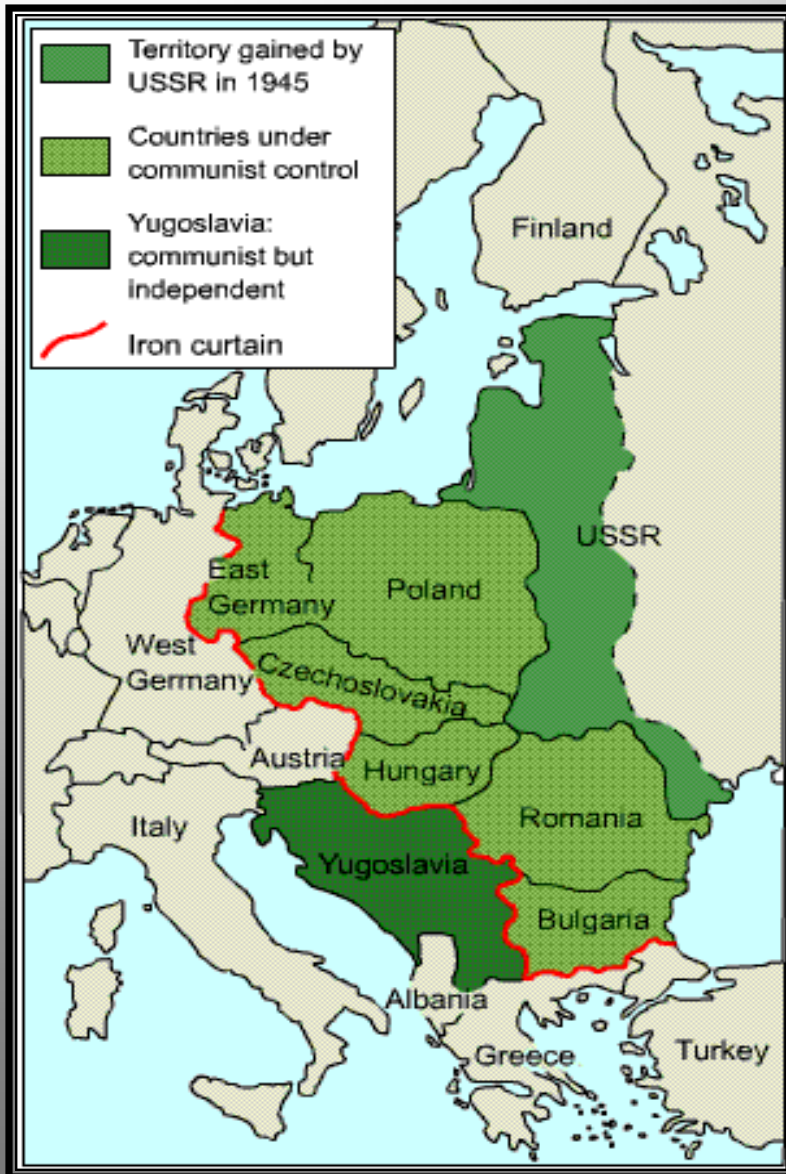 Territory gained by
USSR in 1945
Countries under
communist control
Yugoslavia:
communist but
independent
Iron curtain
Finland
USSR
East
Germany
Poland
West
Germany
Czechoslovakia
Austria
Hungary
Italy
Romania
Yugoslavia
Bulgaria
Albania
Greece
Turkey